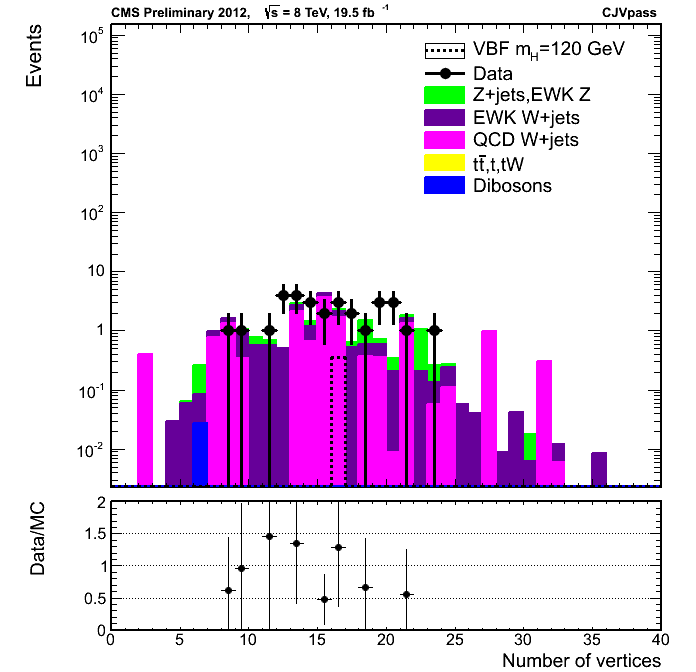 CMS Preliminary 2012, √s = 8 TeV, 19.5 fb⁻¹ CJVpass
Events
10⁵
10⁴
10³
10²
10
1
10⁻¹
10⁻²
VBF m_H=120 GeV
Data
Z+jets,EWK Z
EWK W+jets
QCD W+jets
tt̄,t,tW
Dibosons
Data/MC
2
1.5
1
0.5
0
0 5 10 15 20 25 30 35 40
Number of vertices